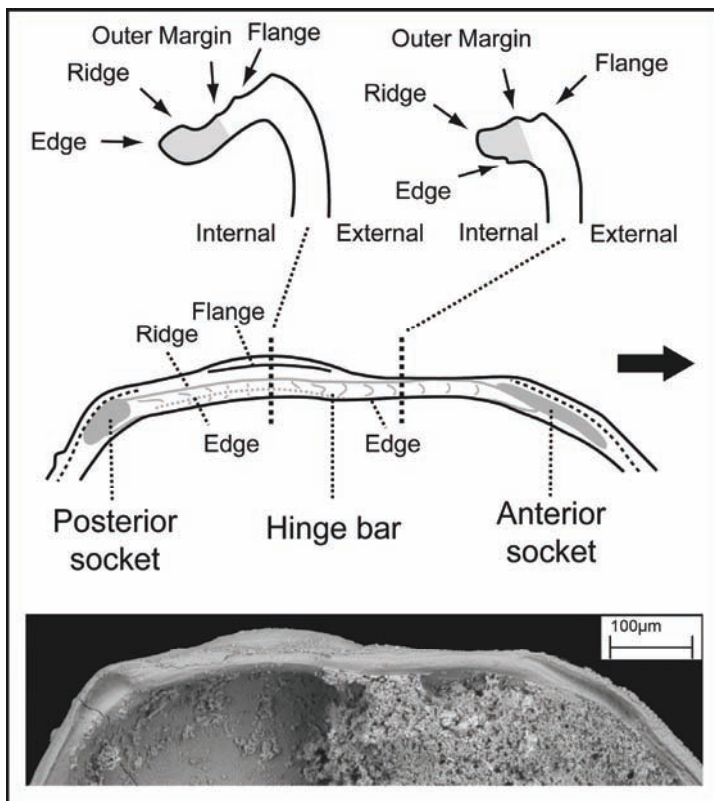 Outer Margin
Flange
Ridge
Edge
Internal
External
Outer Margin
Flange
Ridge
Edge
Internal
External
Flange
Ridge
Edge
Edge
Posterior
socket
Hinge bar
Anterior
socket
100µm